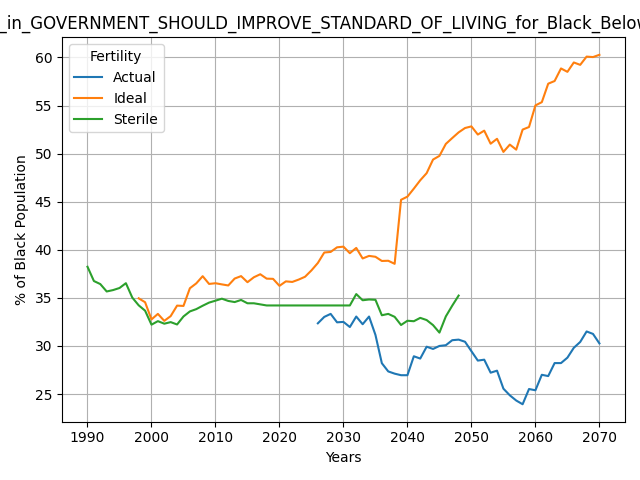 _in_GOVERNMENT_SHOULD_IMPROVE_STANDARD_OF_LIVING_for_Black_Below
Fertility
Actual
Ideal
Sterile
% of Black Population
60
55
50
45
40
35
30
25
1990 2000 2010 2020 2030 2040 2050 2060 2070
Years